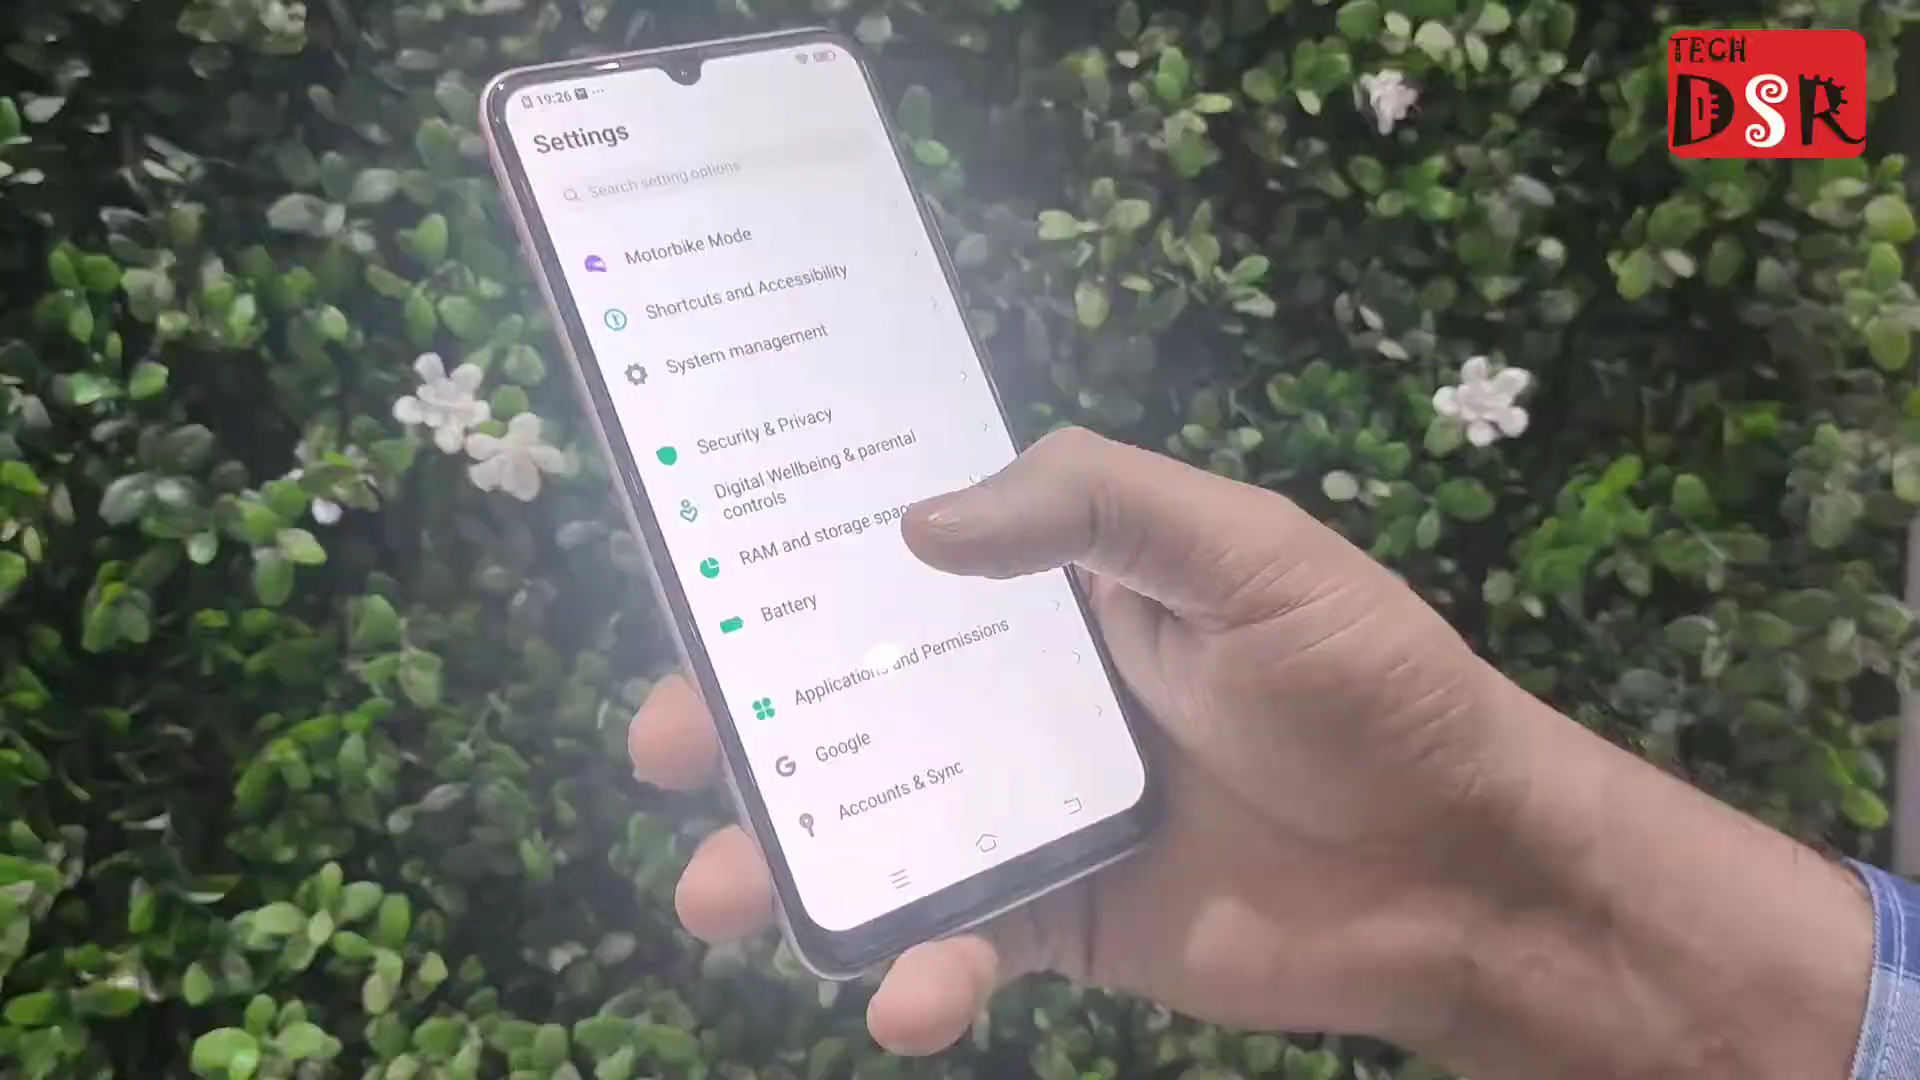 TECH
DSR
19:26
Settings
Search setting options
Motorbike Mode
Shortcuts and Accessibility
System management
Security & Privacy
Digital Wellbeing & parental
controls
RAM and storage
Battery
Applications and Permissions
Google
Accounts & Sync